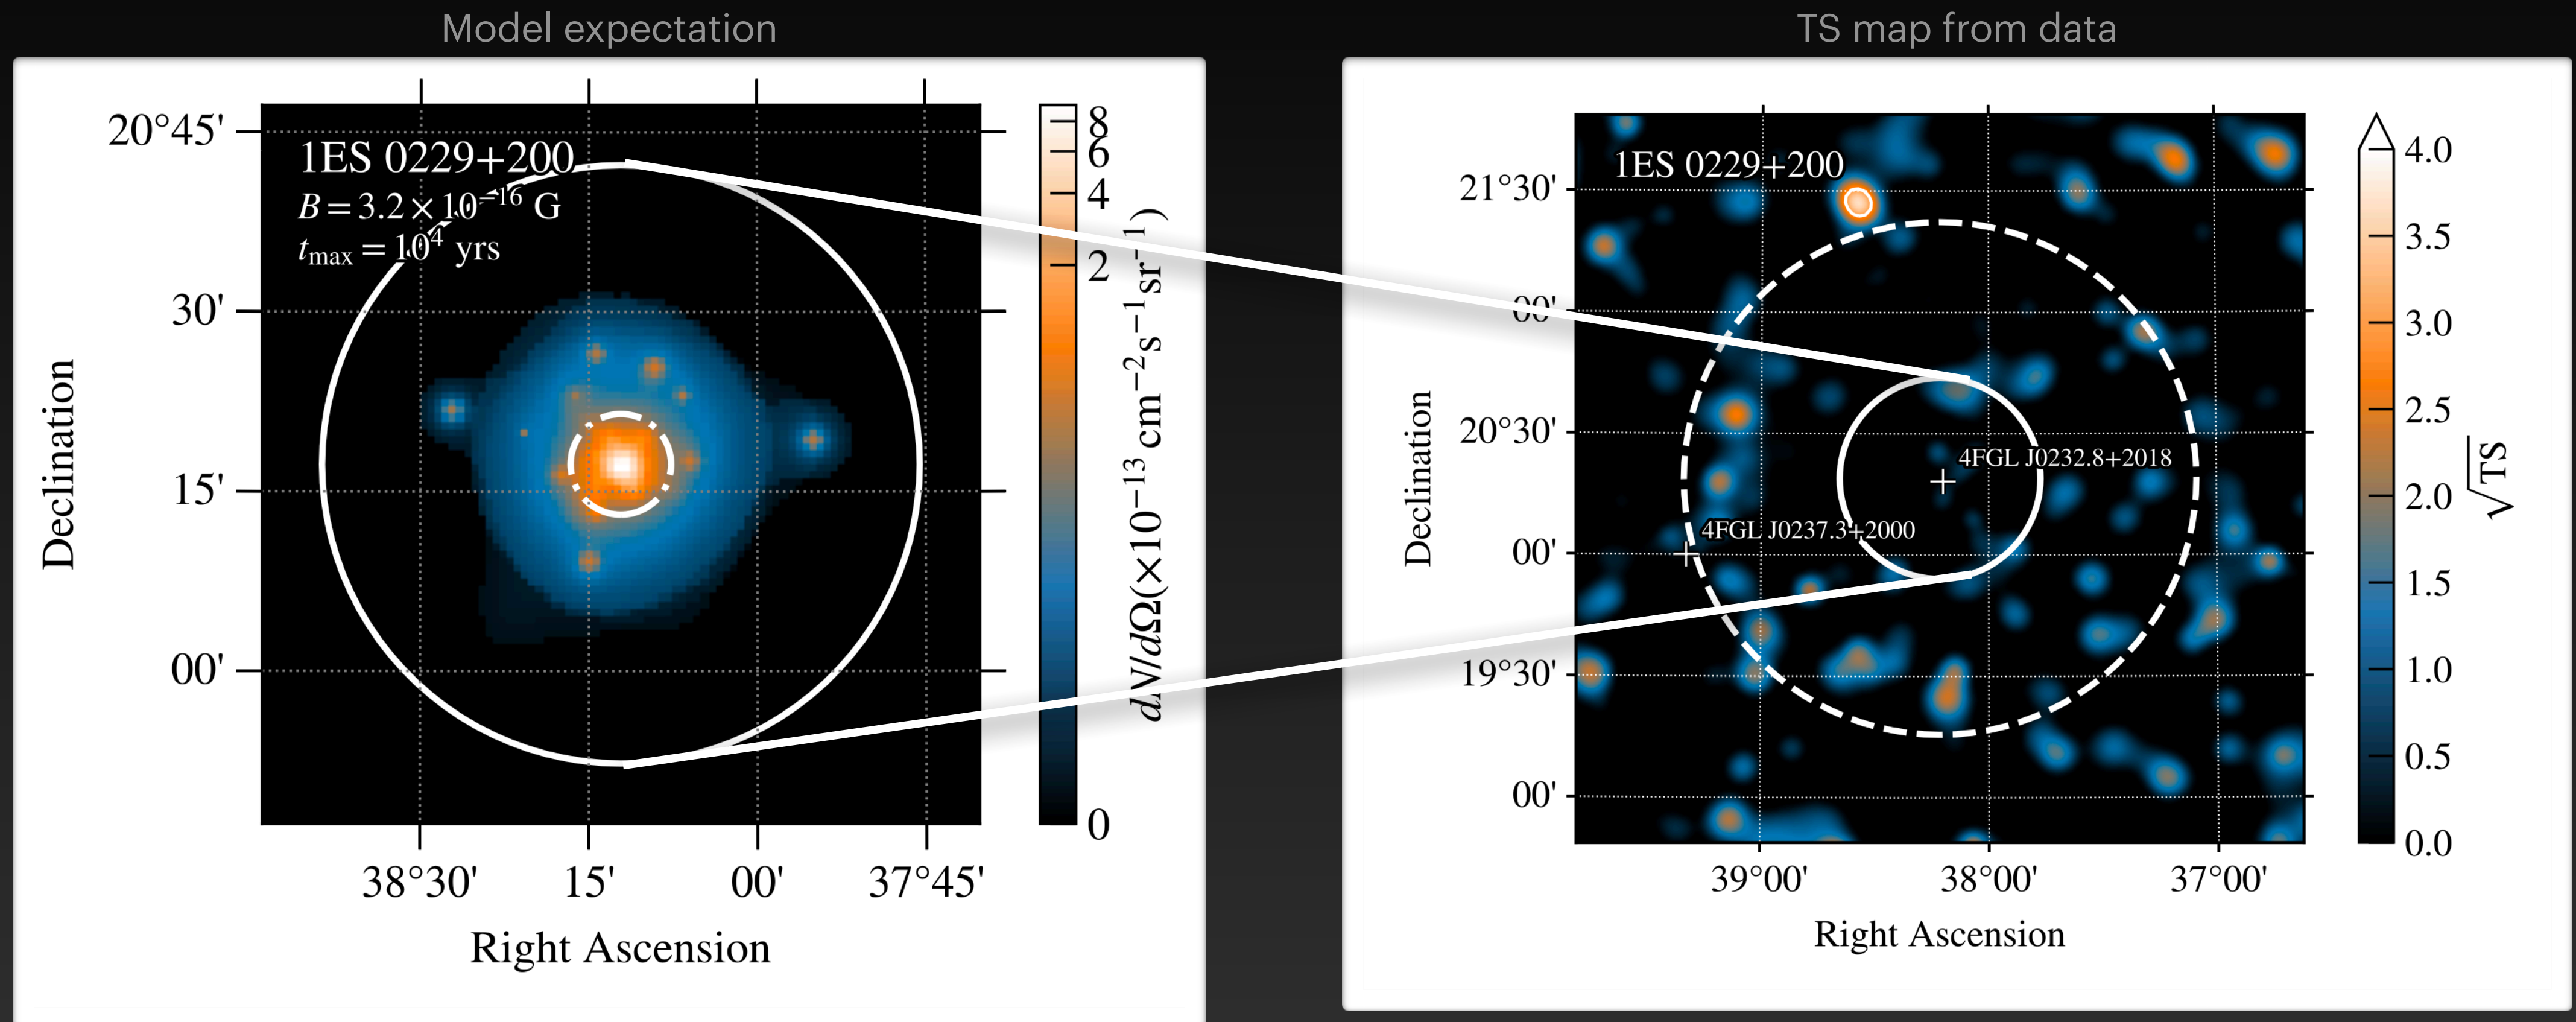 Model expectation
20°45'
30'
15'
00'
Declination
1ES 0229+200
B = 3.2 × 10⁻¹⁶ G
tmax = 10⁴ yrs
38°30'
15'
00'
37°45'
Right Ascension
8
6
4
2
0
dN/dΩ(×10⁻¹³ cm⁻²s⁻¹sr⁻¹)
TS map from data
21°30'
00'
20°30'
00'
19°30'
00'
Declination
1ES 0229+200
4FGL J0232.8+2018
4FGL J0237.3+2000
39°00'
38°00'
37°00'
Right Ascension
4.0
3.5
3.0
2.5
2.0
1.5
1.0
0.5
0.0
√TS